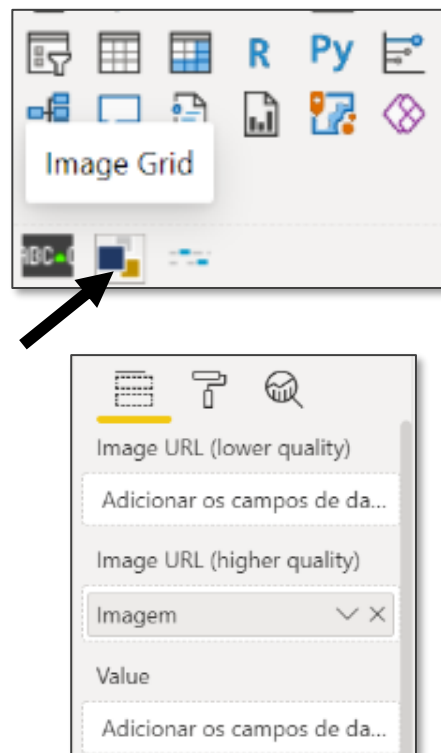 R Py
Image Grid
Image URL (lower quality)
Adicionar os campos de da...
Image URL (higher quality)
Imagem
Value
Adicionar os campos de da...